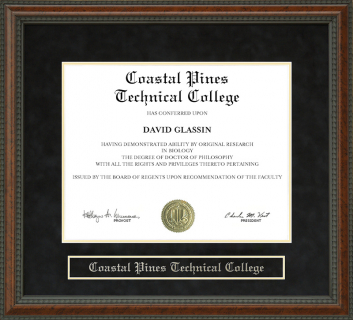 Coastal Pines
Technical College
HAS CONFERRED UPON
DAVID GLASSIN
HAVING DEMONSTRATED ABILITY BY ORIGINAL RESEARCH
IN BIOLOGY
THE DEGREE OF DOCTOR OF PHILOSOPHY
WITH ALL THE RIGHTS AND PRIVILEGES THERETO PERTAINING
ISSUED BY THE BOARD OF REGENTS UPON RECOMMENDATION OF THE FACULTY
PROVOST
PRESIDENT
Coastal Pines Technical College